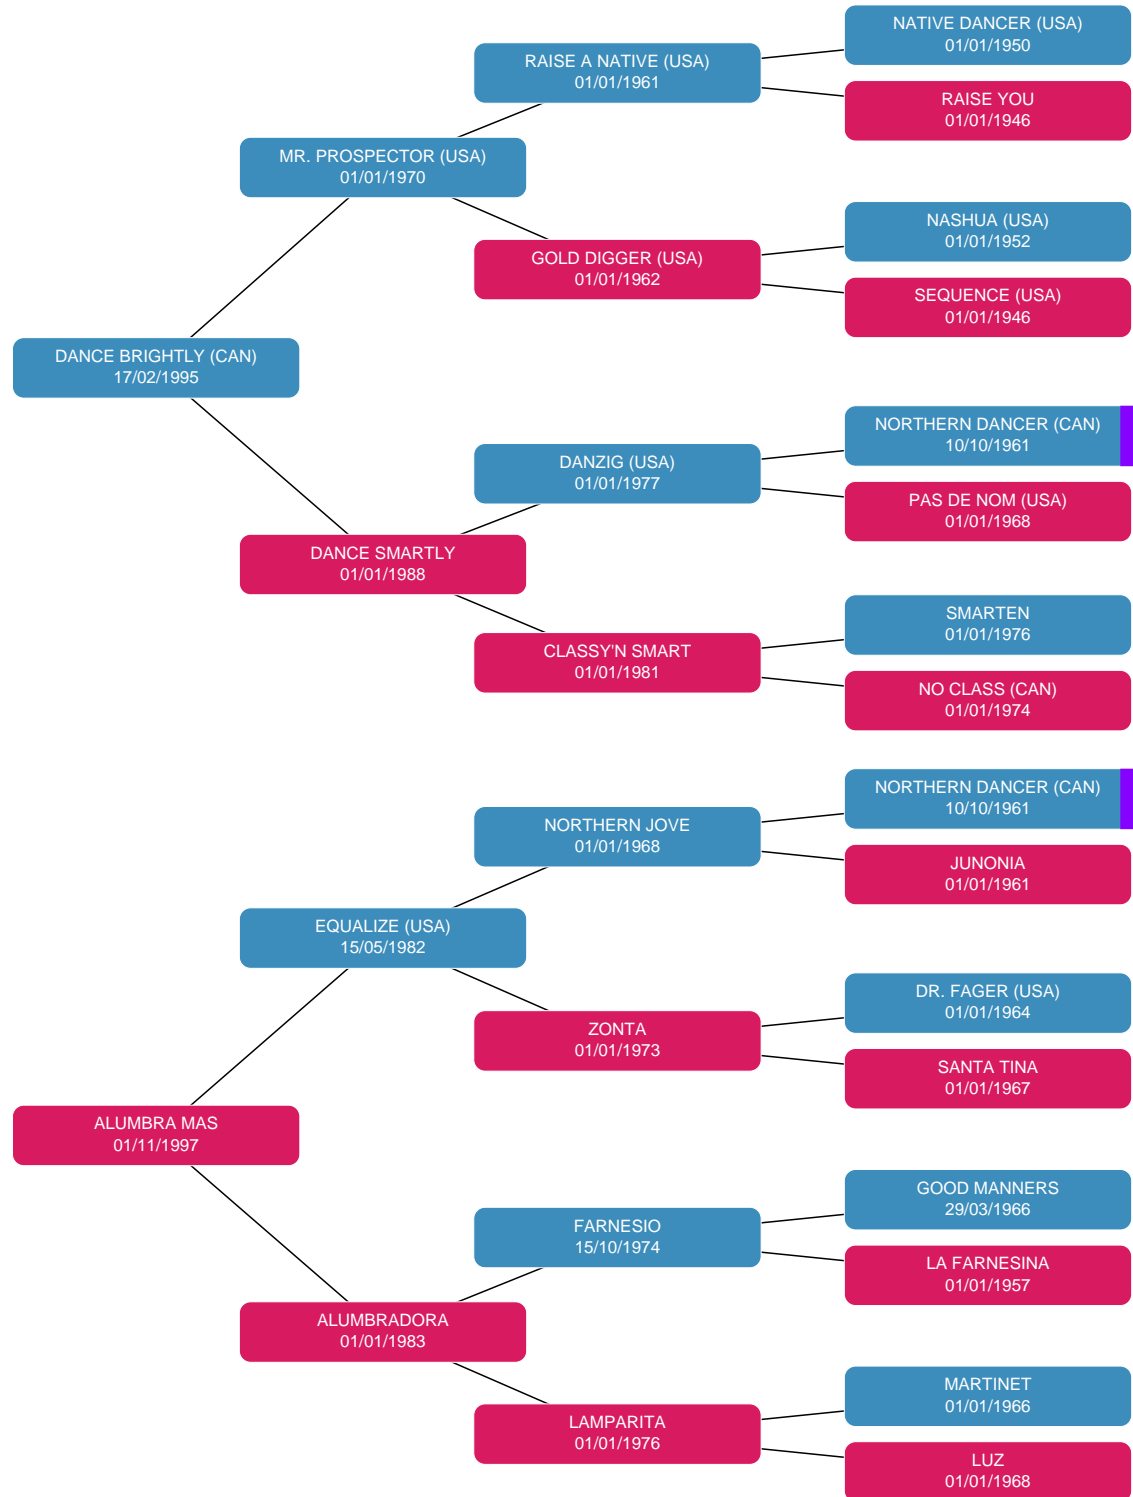 NATIVE DANCER (USA)
01/01/1950
RAISE A NATIVE (USA)
01/01/1961
RAISE YOU
01/01/1946
MR. PROSPECTOR (USA)
01/01/1970
NASHUA (USA)
01/01/1952
GOLD DIGGER (USA)
01/01/1962
SEQUENCE (USA)
01/01/1946
DANCE BRIGHTLY (CAN)
17/02/1995
NORTHERN DANCER (CAN)
10/10/1961
DANZIG (USA)
01/01/1977
PAS DE NOM (USA)
01/01/1968
DANCE SMARTLY
01/01/1988
SMARTEN
01/01/1976
CLASSY'N SMART
01/01/1981
NO CLASS (CAN)
01/01/1974
NORTHERN DANCER (CAN)
10/10/1961
NORTHERN JOVE
01/01/1968
JUNONIA
01/01/1961
EQUALIZE (USA)
15/05/1982
DR. FAGER (USA)
01/01/1964
ZONTA
01/01/1973
SANTA TINA
01/01/1967
ALUMBRA MAS
01/11/1997
GOOD MANNERS
29/03/1966
FARNESIO
15/10/1974
LA FARNESINA
01/01/1957
ALUMBRADORA
01/01/1983
MARTINET
01/01/1966
LAMPARITA
01/01/1976
LUZ
01/01/1968